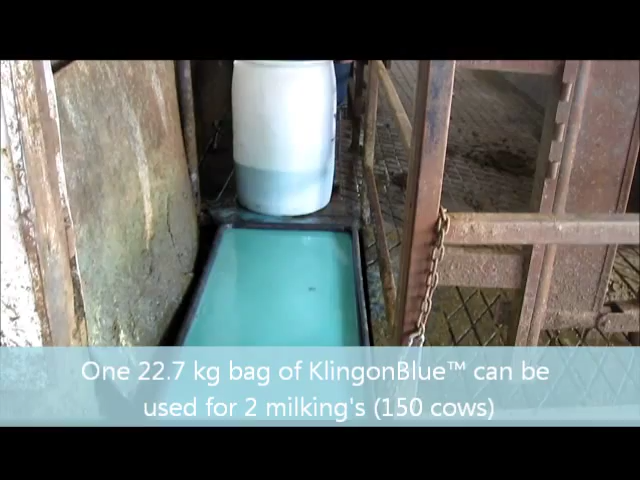 One 22.7 kg bag of KlingonBlue™ can be
used for 2 milking's (150 cows)